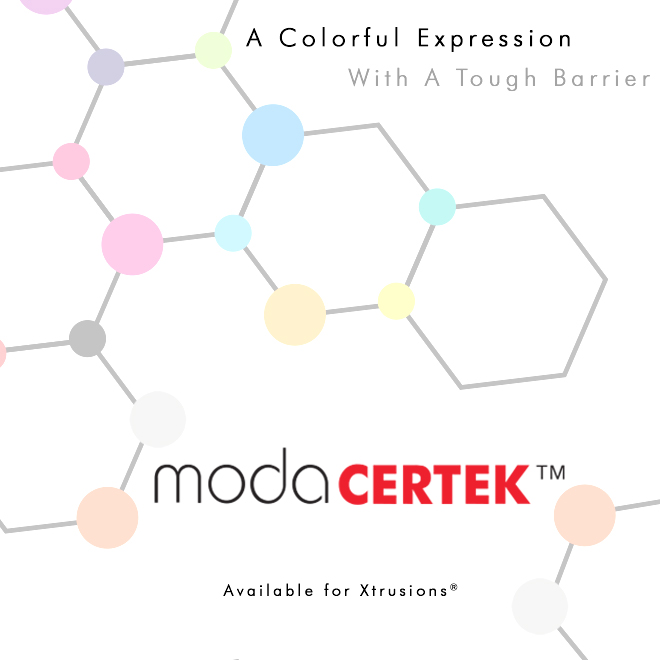 A Colorful Expression
With A Tough Barrier
modaCERTEK™
Available for Xtrusions®